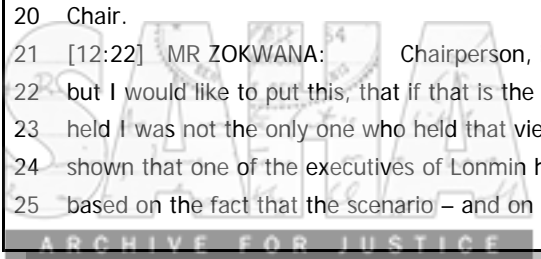 20 Chair.
21 [12:22] MR ZOKWANA: Chairperson,
22 but I would like to put this, that if that is the
23 held I was not the only one who held that
24 shown that one of the executives of Lonmin
25 based on the fact that the scenario – and on
SAHA
ARCHIVE FOR JUSTICE